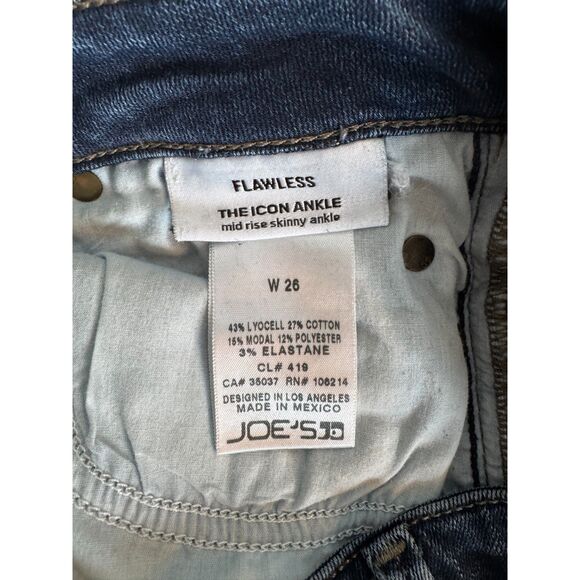 FLAWLESS
THE ICON ANKLE
mid rise skinny ankle
W 26
43% LYOCELL 27% COTTON
15% MODAL 12% POLYESTER
3% ELASTANE
CL# 419
CA# 35037 RN# 106214
DESIGNED IN LOS ANGELES
MADE IN MEXICO
JOE'S